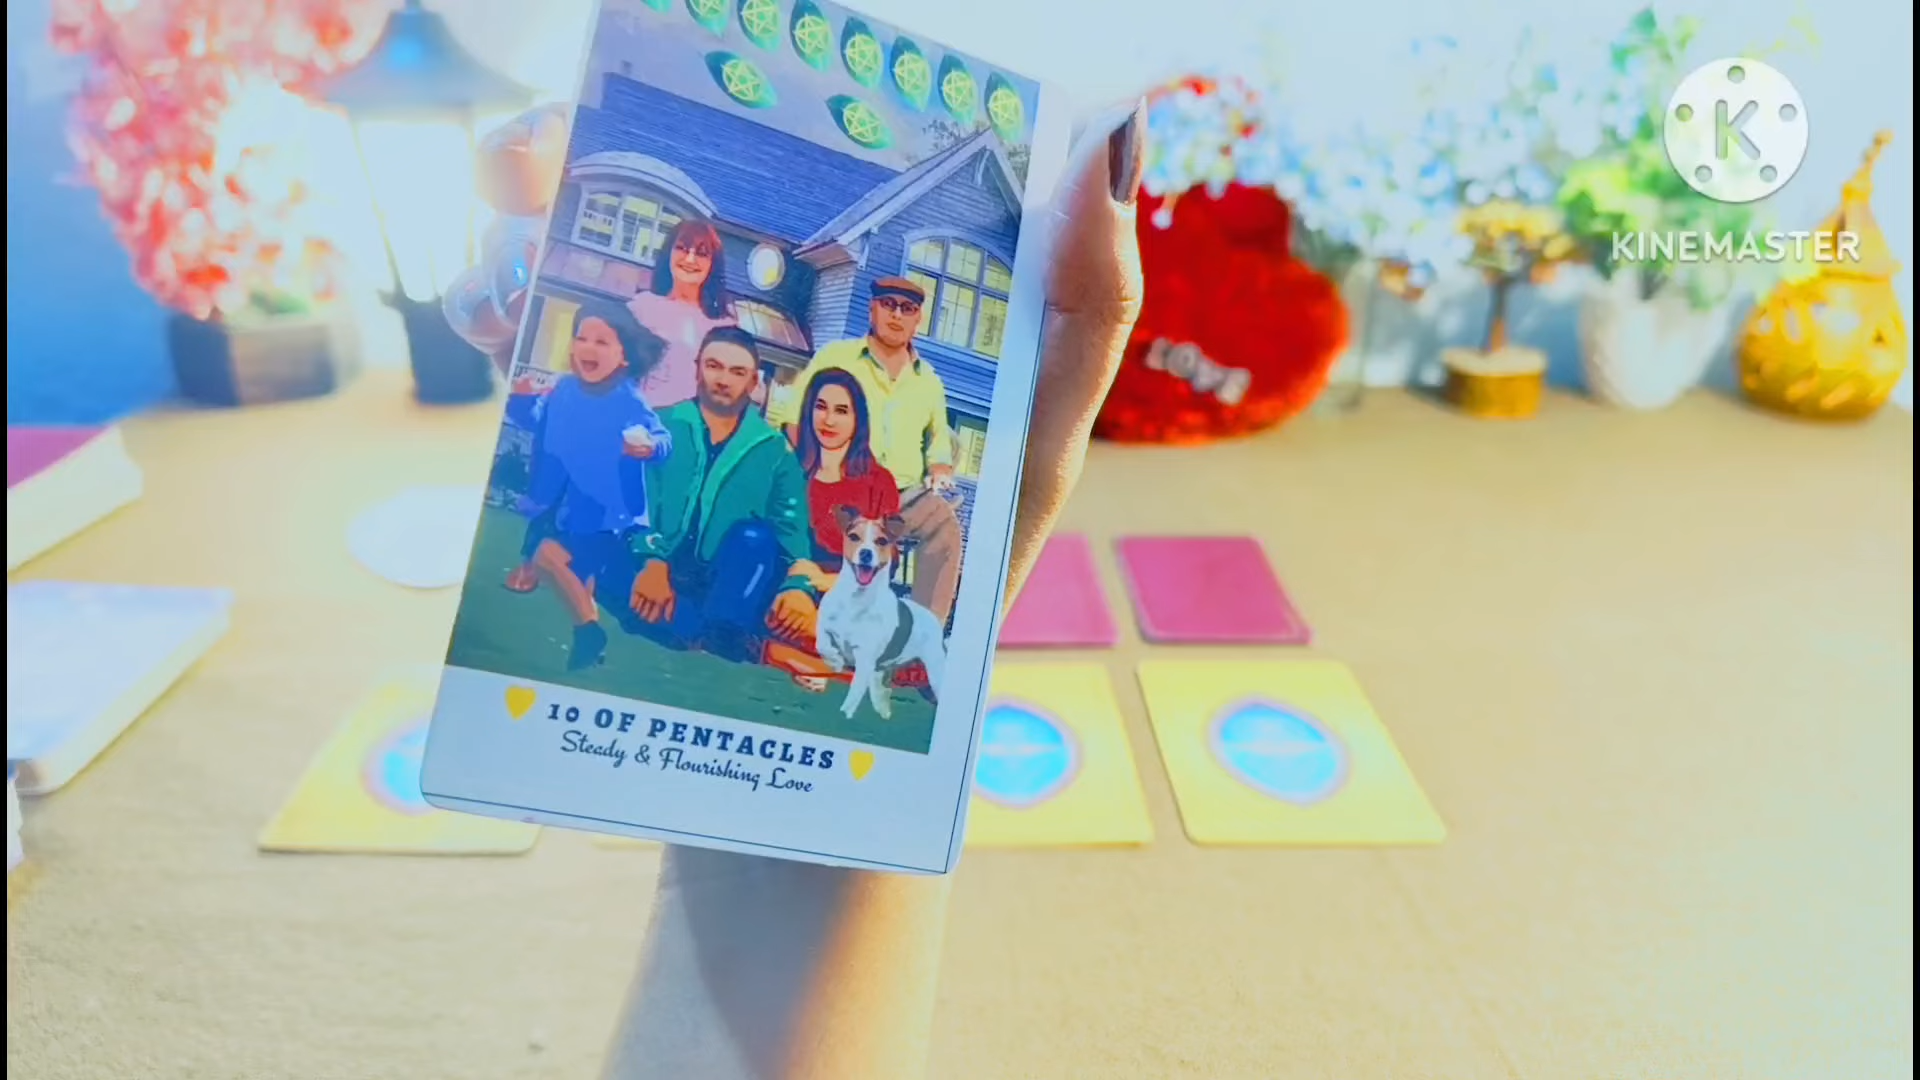 K
KINEMASTER
LOVE
10 OF PENTACLES
Steady & Flourishing Love